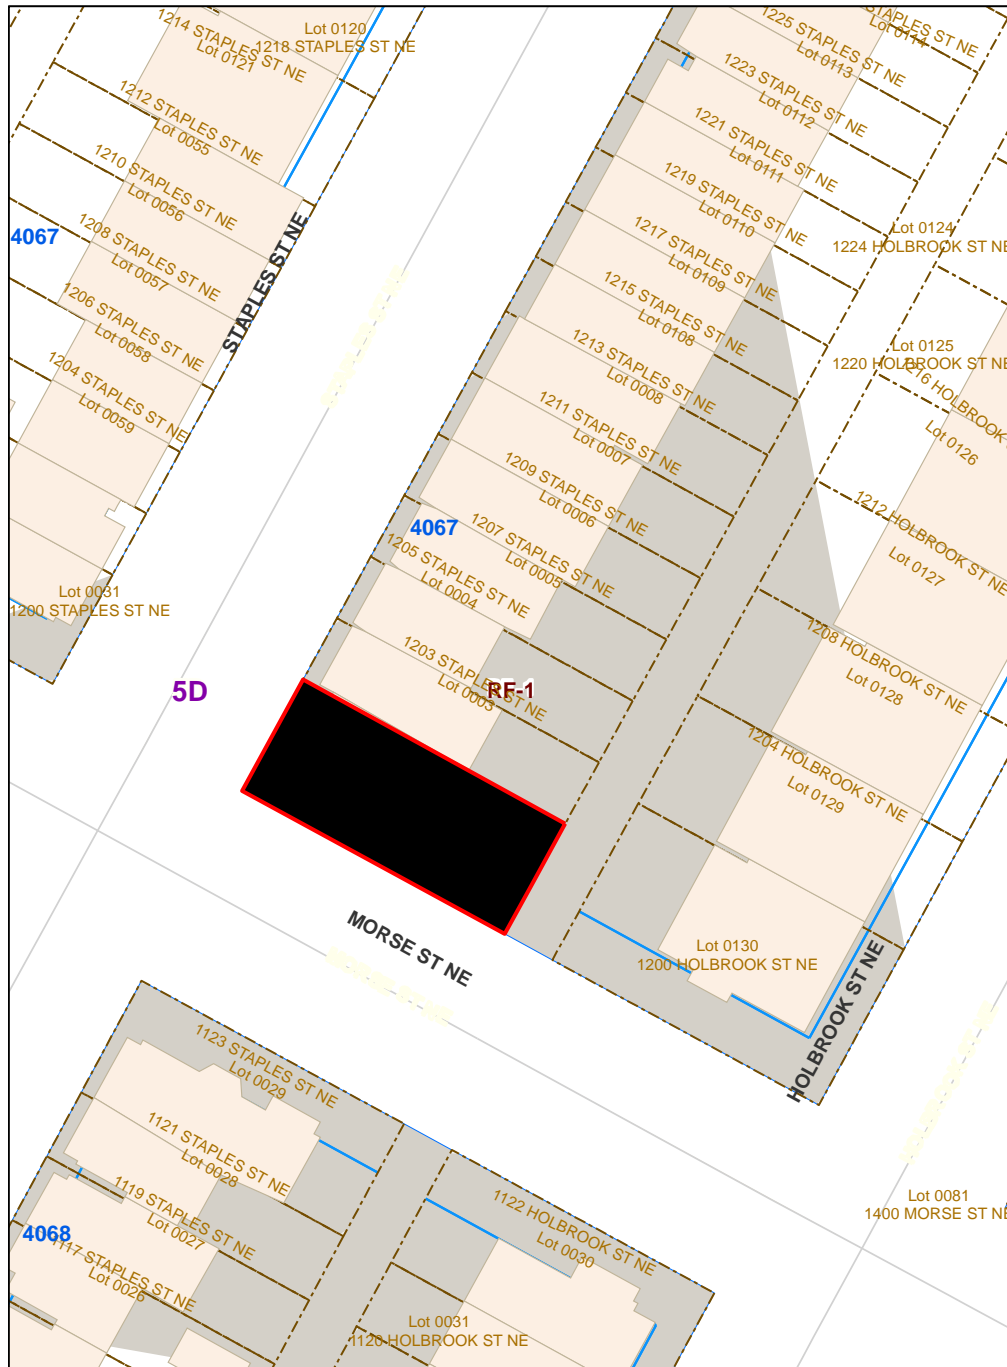 1214 STAPLES ST NE
Lot 0121
Lot 0120
1218 STAPLES ST NE
1212 STAPLES ST NE
Lot 0055
1210 STAPLES ST NE
Lot 0056
1208 STAPLES ST NE
Lot 0057
1206 STAPLES ST NE
Lot 0058
1204 STAPLES ST NE
Lot 0059
4067
STAPLES ST NE
Lot 0031
1200 STAPLES ST NE
STAPLES ST NE
Lot 0114
1225 STAPLES ST NE
Lot 0113
1223 STAPLES ST NE
Lot 0112
1221 STAPLES ST NE
Lot 0111
1219 STAPLES ST NE
Lot 0110
1217 STAPLES ST NE
Lot 0109
1215 STAPLES ST NE
Lot 0108
1213 STAPLES ST NE
Lot 0008
1211 STAPLES ST NE
Lot 0007
1209 STAPLES ST NE
Lot 0006
4067
1207 STAPLES ST NE
Lot 0005
1205 STAPLES ST NE
Lot 0004
1203 STAPLES ST NE
Lot 0003
RF-1
5D
Lot 0124
1224 HOLBROOK ST NE
Lot 0125
1220 HOLBROOK ST NE
1216 HOLBROOK
Lot 0126
1212 HOLBROOK ST NE
Lot 0127
1208 HOLBROOK ST NE
Lot 0128
1204 HOLBROOK ST NE
Lot 0129
Lot 0130
1200 HOLBROOK ST NE
HOLBROOK ST NE
MORSE ST NE
1123 STAPLES ST NE
Lot 0029
1121 STAPLES ST NE
Lot 0028
1119 STAPLES ST NE
Lot 0027
4068
1117 STAPLES ST NE
Lot 0026
1122 HOLBROOK ST NE
Lot 0030
Lot 0031
1120 HOLBROOK ST NE
Lot 0081
1400 MORSE ST NE